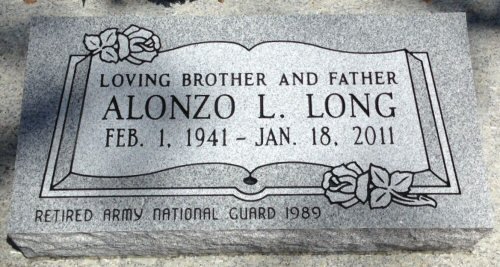 LOVING BROTHER AND FATHER
ALONZO L. LONG
FEB. 1, 1941 – JAN. 18, 2011
RETIRED ARMY NATIONAL GUARD 1989